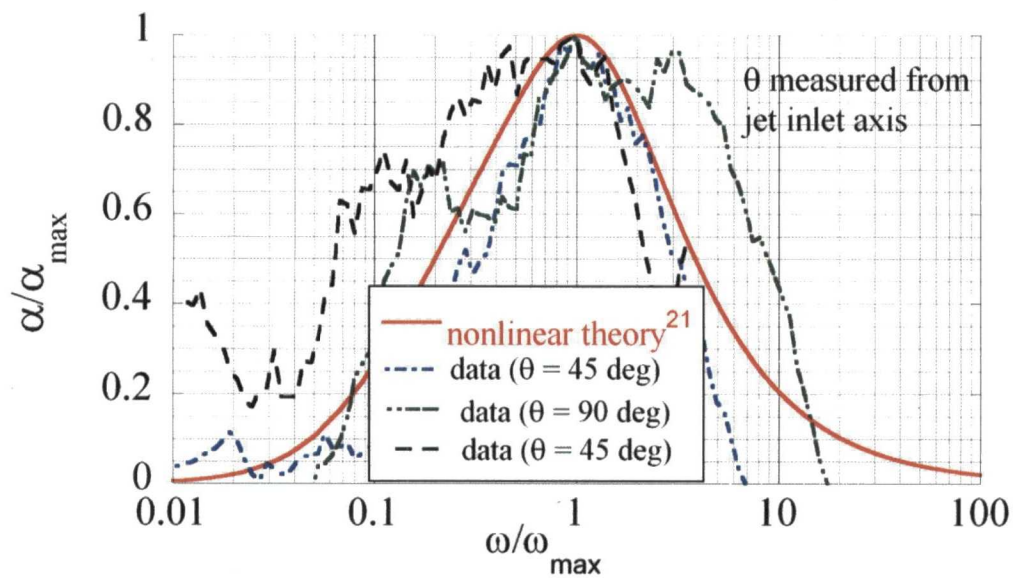 1
0.8
0.6
0.4
0.2
0
α/α max
θ measured from
jet inlet axis
nonlinear theory21
data (θ = 45 deg)
data (θ = 90 deg)
data (θ = 45 deg)
0.01 0.1 1 10 100
ω/ω max